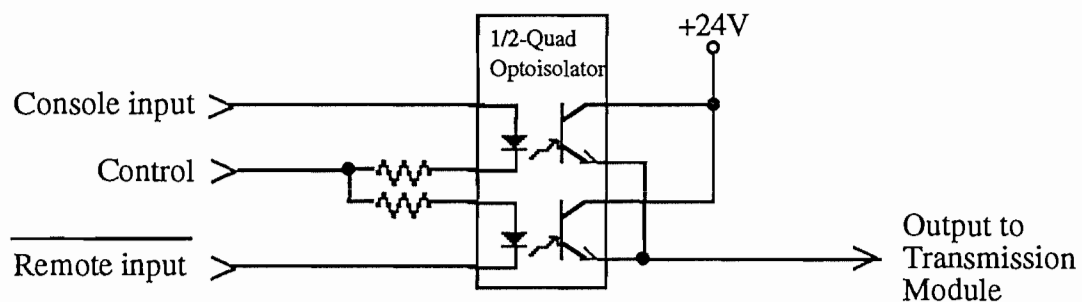 1/2-Quad
Optoisolator
+24V
Console input
Control
Remote input
Output to
Transmission
Module